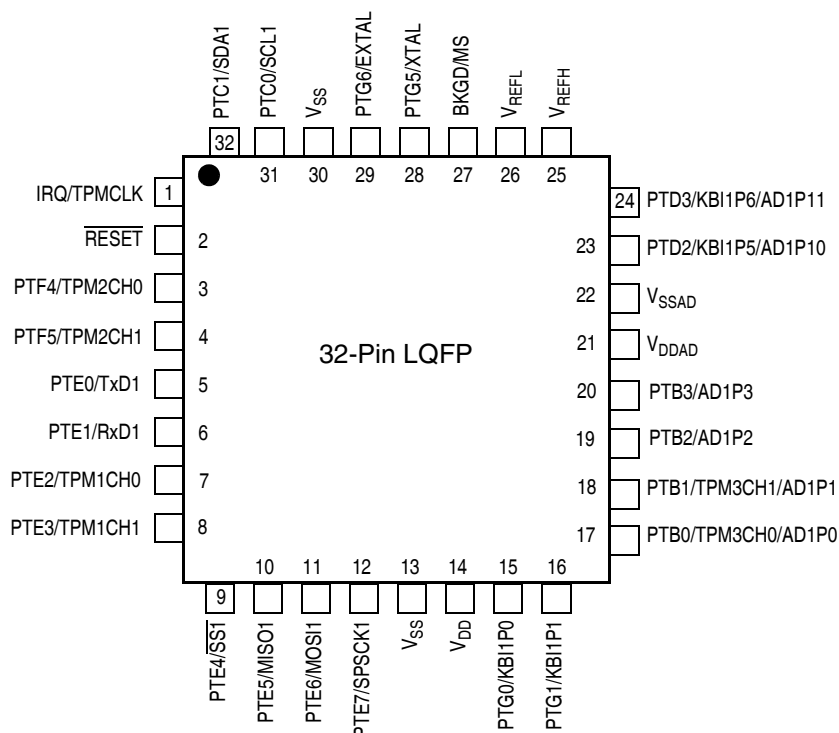 PTC1/SDA1
PTC0/SCL1
VSS
PTG6/EXTAL
PTG5/XTAL
BKGD/MS
VREFL
VREFH
32
31
30
29
28
27
26
25
IRQ/TPMCLK 1
RESET 2
PTF4/TPM2CH0 3
PTF5/TPM2CH1 4
PTE0/TxD1 5
PTE1/RxD1 6
PTE2/TPM1CH0 7
PTE3/TPM1CH1 8
32-Pin LQFP
24 PTD3/KBI1P6/AD1P11
23 PTD2/KBI1P5/AD1P10
22 VSSAD
21 VDDAD
20 PTB3/AD1P3
19 PTB2/AD1P2
18 PTB1/TPM3CH1/AD1P1
17 PTB0/TPM3CH0/AD1P0
9
10
11
12
13
14
15
16
PTE4/SS1
PTE5/MISO1
PTE6/MOSI1
PTE7/SPSCK1
VSS
VDD
PTG0/KBI1P0
PTG1/KBI1P1